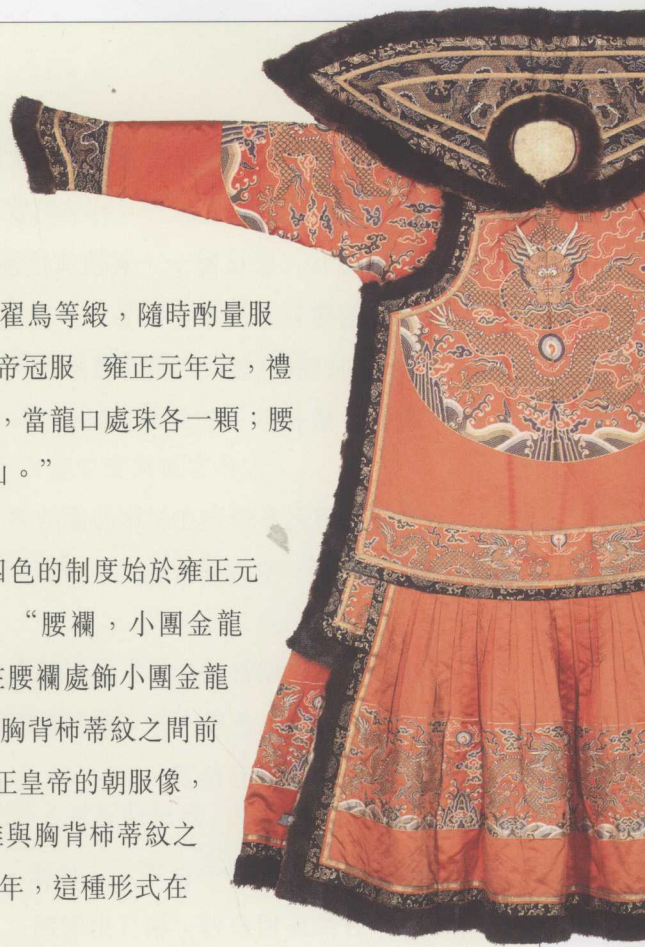 翟鳥等緞，隨時酌量服
帝冠服　雍正元年定，禮
，當龍口處珠各一顆；腰
。”
色的制度始於雍正元
“腰襴，小團金龍
腰襴處飾小團金龍
胸背柿蒂紋之間前
正皇帝的朝服像，
與胸背柿蒂紋之
年，這種形式在